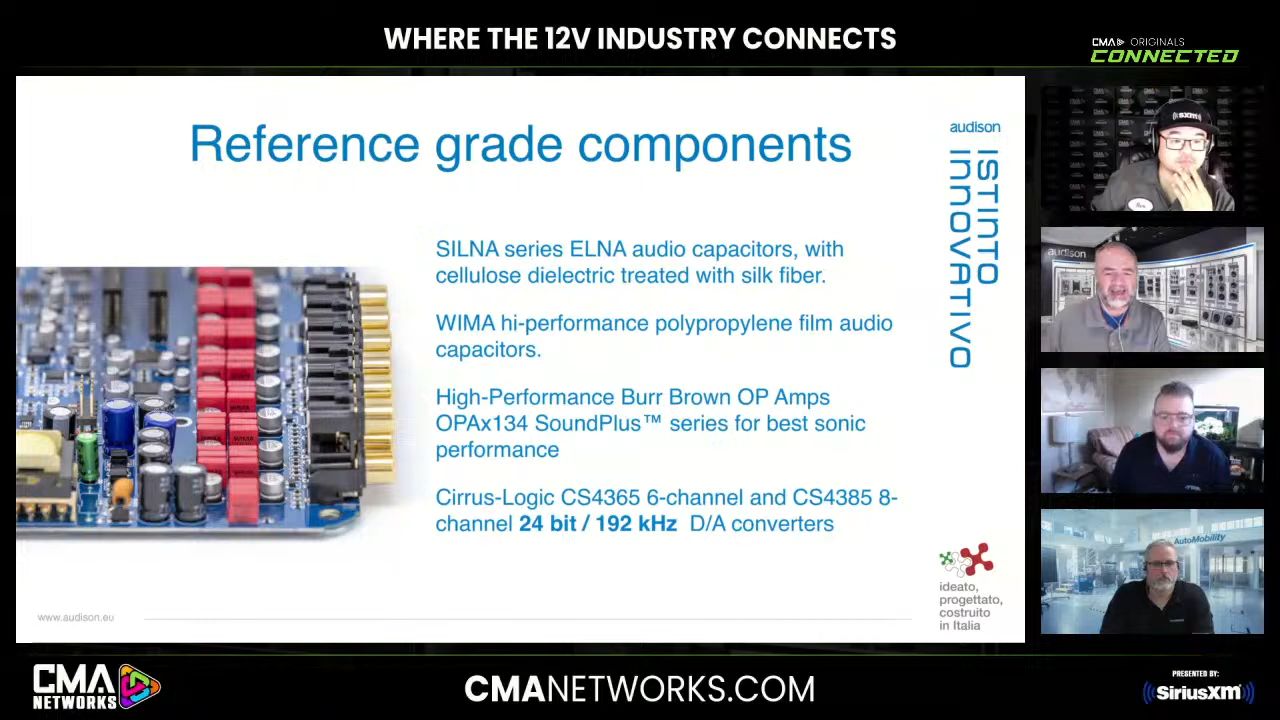 WHERE THE 12V INDUSTRY CONNECTS
CMA ORIGINALS
CONNECTED
Reference grade components
audison
ISTINTO
INNOVATIVO
SILNA series ELNA audio capacitors, with
cellulose dielectric treated with silk fiber.
WIMA hi-performance polypropylene film audio
capacitors.
High-Performance Burr Brown OP Amps
OPAx134 SoundPlus™ series for best sonic
performance
Cirrus-Logic CS4365 6-channel and CS4385 8-
channel 24 bit / 192 kHz D/A converters
ideato,
progettato,
costruito
in Italia
www.audison.eu
sxm
audison
AutoMobility
CMA
NETWORKS
CMANETWORKS.COM
PRESENTED BY:
SiriusXM